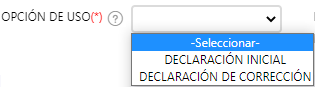 OPCIÓN DE USO(*) ?
-Seleccionar-
DECLARACIÓN INICIAL
DECLARACIÓN DE CORRECCIÓN